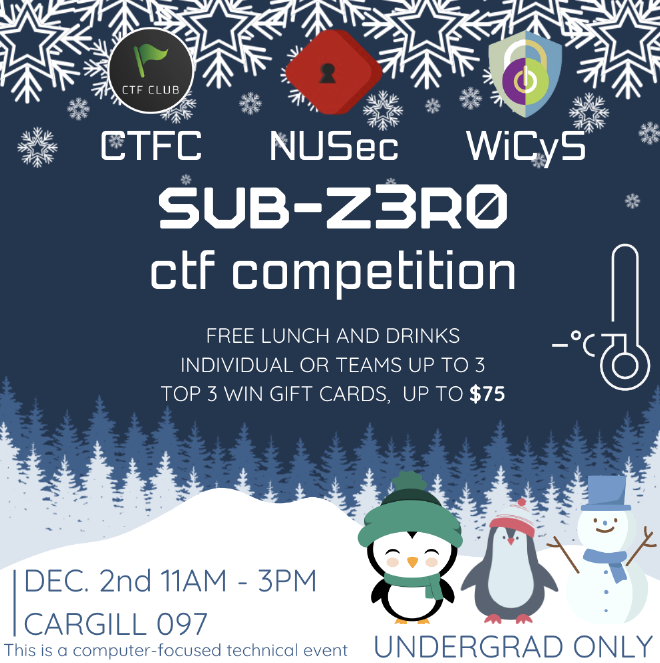 CTF CLUB
CTFC NUSec WiCyS
SUB-Z3R0
ctf competition
-°C
FREE LUNCH AND DRINKS
INDIVIDUAL OR TEAMS UP TO 3
TOP 3 WIN GIFT CARDS, UP TO $75
DEC. 2nd 11AM - 3PM
CARGILL 097
This is a computer-focused technical event
UNDERGRAD ONLY